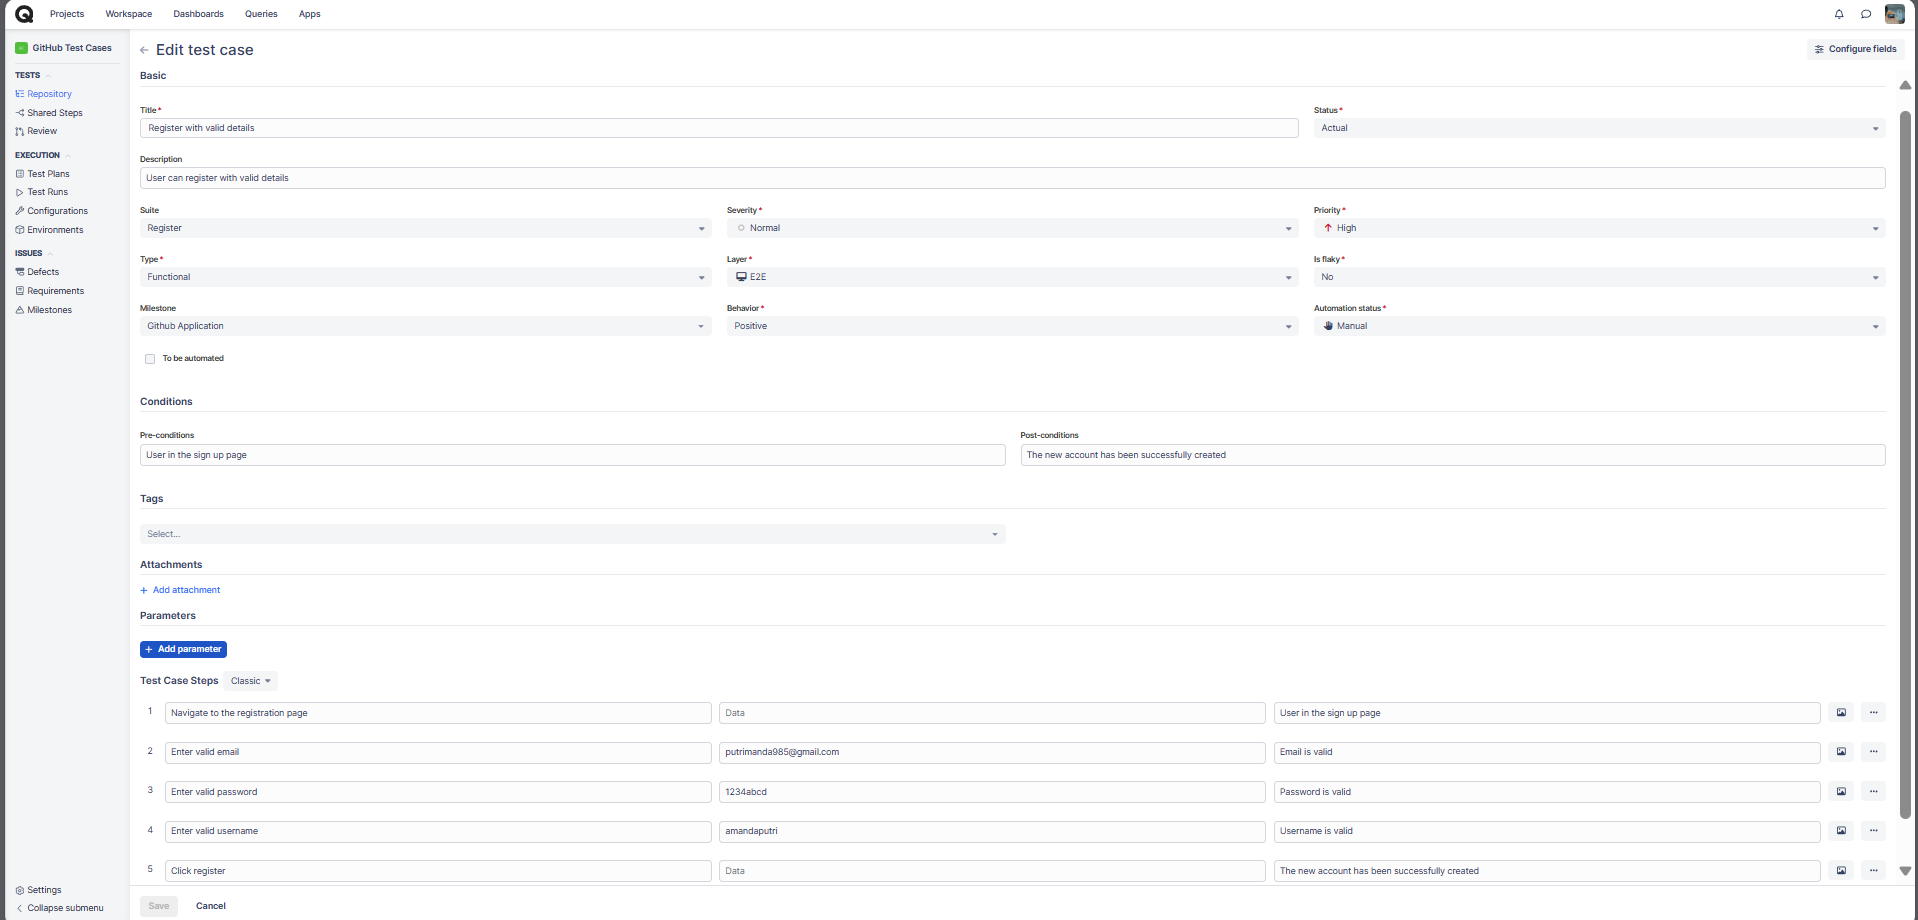 Projects Workspace Dashboards Queries Apps
GitHub Test Cases
TESTS
Repository
Shared Steps
Review
EXECUTION
Test Plans
Test Runs
Configurations
Environments
ISSUES
Defects
Requirements
Milestones
Settings
Collapse submenu
Edit test case
Configure fields
Basic
Title*
Register with valid details
Status*
Actual
Description
User can register with valid details
Suite
Register
Severity*
Normal
Priority*
High
Type*
Functional
Layer*
E2E
Is flaky*
No
Milestone
Github Application
Behavior*
Positive
Automation status*
Manual
To be automated
Conditions
Pre-conditions
User in the sign up page
Post-conditions
The new account has been successfully created
Tags
Select...
Attachments
+ Add attachment
Parameters
+ Add parameter
Test Case Steps Classic
1 Navigate to the registration page Data User in the sign up page
2 Enter valid email putrimanda985@gmail.com Email is valid
3 Enter valid password 1234abcd Password is valid
4 Enter valid username amandaputri Username is valid
5 Click register Data The new account has been successfully created
Save Cancel